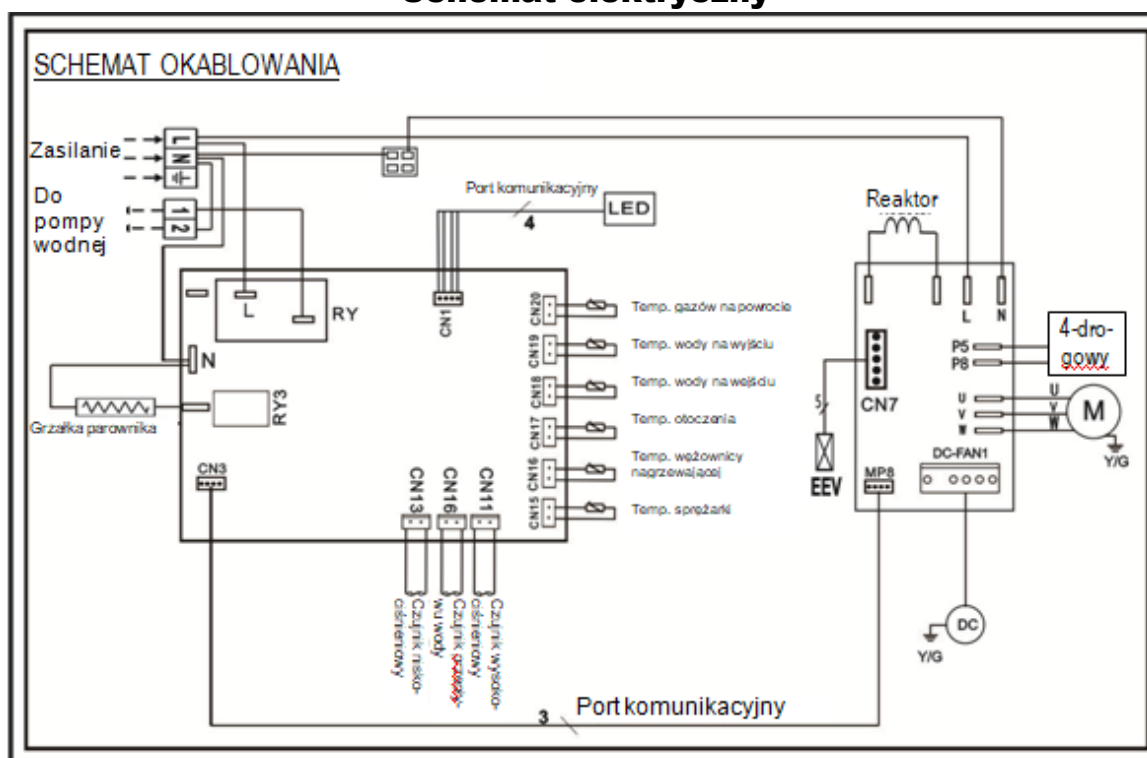 SCHEMAT OKABLOWANIA
Zasilanie
L
N
Do
pompy
wodnej
1
2
Port komunikacyjny
4
LED
CN1
L
RY
N
RY3
Grzałka parownika
CN3
CN20
Temp. gazów na powrocie
CN19
Temp. wody na wyjściu
CN18
Temp. wody na wejściu
CN17
Temp. otoczenia
CN16
Temp. wężownicy
nagrzewającej
CN15
Temp. sprężarki
CN13
CN16
CN11
Czujnik nisko-
ciśnieniowy
Czujnik przepły-
wu wody
Czujnik wysoko-
ciśnieniowy
3
Port komunikacyjny
Reaktor
L
N
P5
P8
4-dro-
gowy
CN7
U
V
W
U
V
W
M
Y/G
5
EEV
MP8
DC-FAN1
DC
Y/G